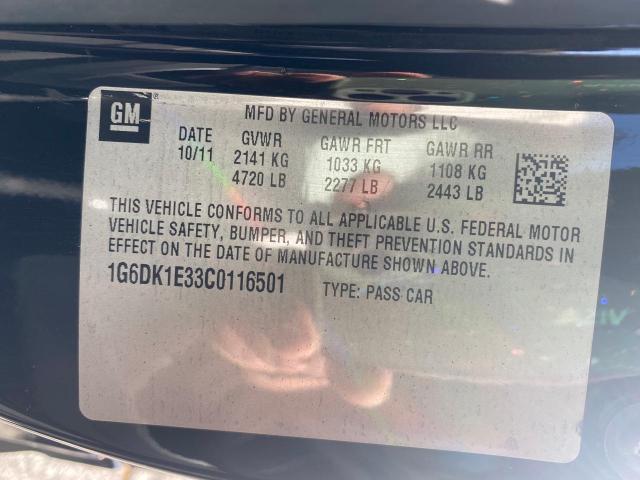 GM ® MFD BY GENERAL MOTORS LLC
DATE GVWR GAWR FRT GAWR RR
10/11 2141 KG 1033 KG 1108 KG
4720 LB 2277 LB 2443 LB
THIS VEHICLE CONFORMS TO ALL APPLICABLE U.S. FEDERAL MOTOR
VEHICLE SAFETY, BUMPER, AND THEFT PREVENTION STANDARDS IN
EFFECT ON THE DATE OF MANUFACTURE SHOWN ABOVE.
1G6DK1E33C0116501 TYPE: PASS CAR